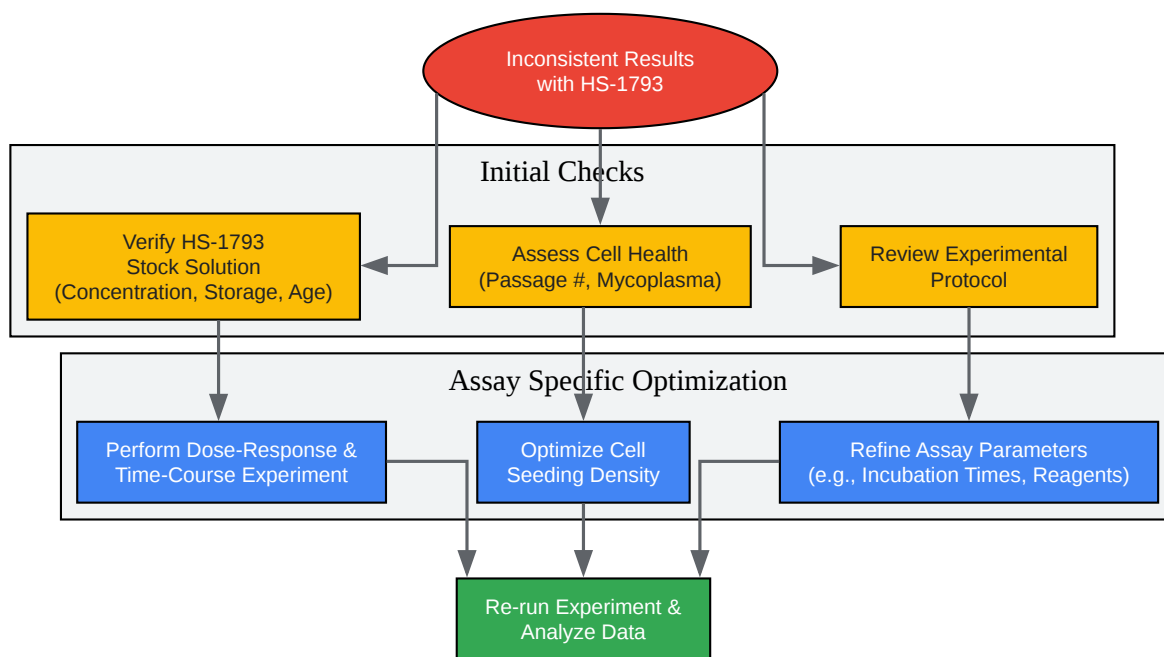 Inconsistent Results
with HS-1793
Initial Checks
Verify HS-1793
Stock Solution
(Concentration, Storage, Age)
Assess Cell Health
(Passage #, Mycoplasma)
Review Experimental
Protocol
Assay Specific Optimization
Perform Dose-Response &
Time-Course Experiment
Optimize Cell
Seeding Density
Refine Assay Parameters
(e.g., Incubation Times, Reagents)
Re-run Experiment &
Analyze Data